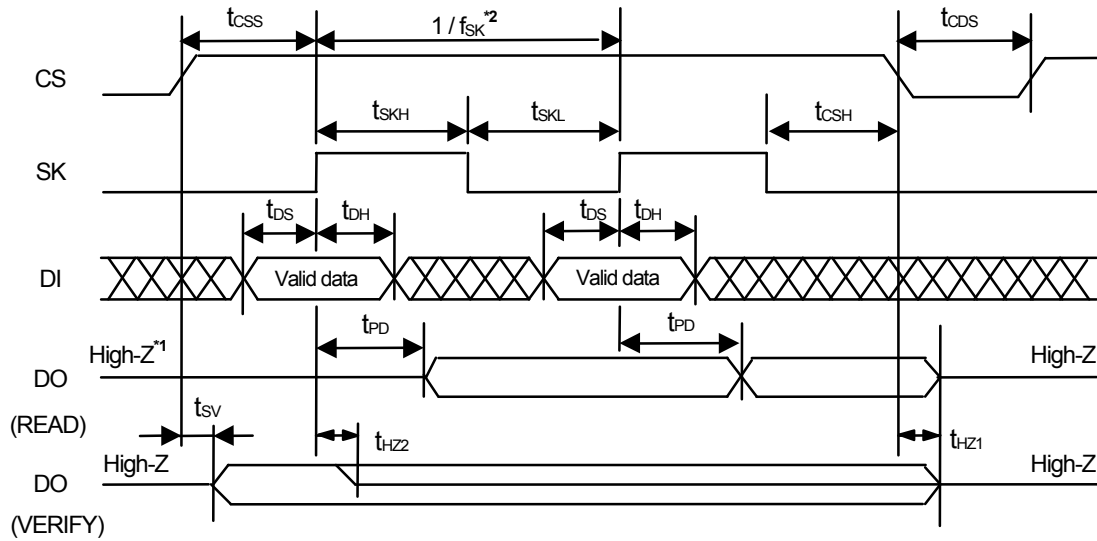 tCSS
1 / fSK*2
tCDS
CS
tSKH
tSKL
tCSH
SK
tDS
tDH
tDS
tDH
DI
Valid data
Valid data
tPD
tPD
High-Z*1
High-Z
DO
(READ)
tSV
tHZ2
tHZ1
High-Z
High-Z
DO
(VERIFY)